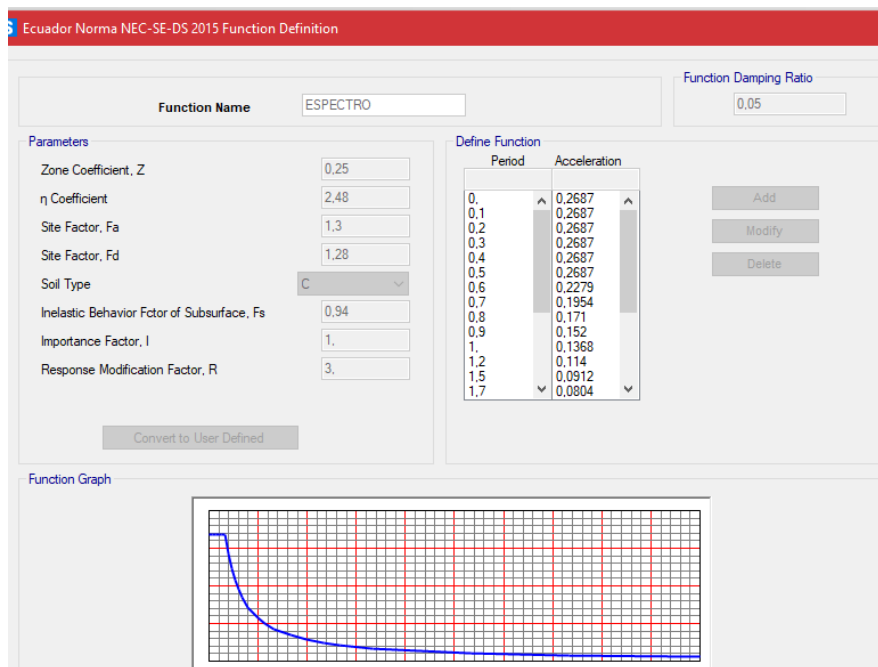 S Ecuador Norma NEC-SE-DS 2015 Function Definition
Function Damping Ratio
Function Name ESPECTRO 0,05
Parameters
Zone Coefficient, Z 0,25
η Coefficient 2,48
Site Factor, Fa 1,3
Site Factor, Fd 1,28
Soil Type C
Inelastic Behavior Fctor of Subsurface, Fs 0,94
Importance Factor, I 1,
Response Modification Factor, R 3,
Convert to User Defined
Define Function
Period Acceleration
0, 0,2687
0,1 0,2687
0,2 0,2687
0,3 0,2687
0,4 0,2687
0,5 0,2687
0,6 0,2279
0,7 0,1954
0,8 0,171
0,9 0,152
1, 0,1368
1,2 0,114
1,5 0,0912
1,7 0,0804
Add
Modify
Delete
Function Graph